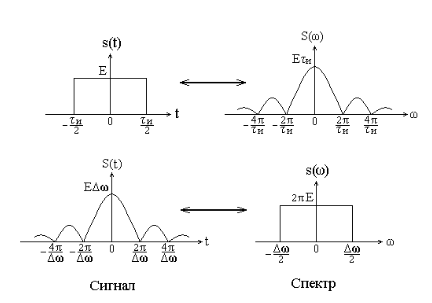 s(t)
E
-τи/2 0 τи/2 t
S(ω)
Eτи
-4π/τи -2π/τи 0 2π/τи 4π/τи ω
S(t)
EΔω
-4π/Δω -2π/Δω 0 2π/Δω 4π/Δω t
s(ω)
2πE
-Δω/2 0 Δω/2 ω
Сигнал
Спектр